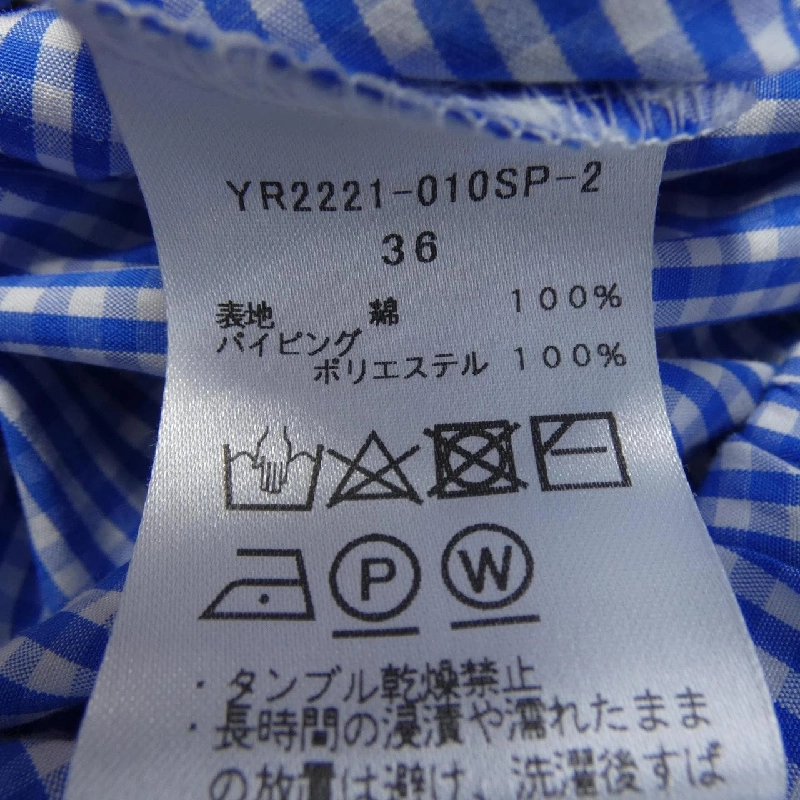 YR2221-010SP-2
36
表地 綿 100%
パイピング
ポリエステル 100%
P W
・タンブル乾燥禁止
・長時間の浸漬や濡れたまま
の放置は避け、洗濯後すば